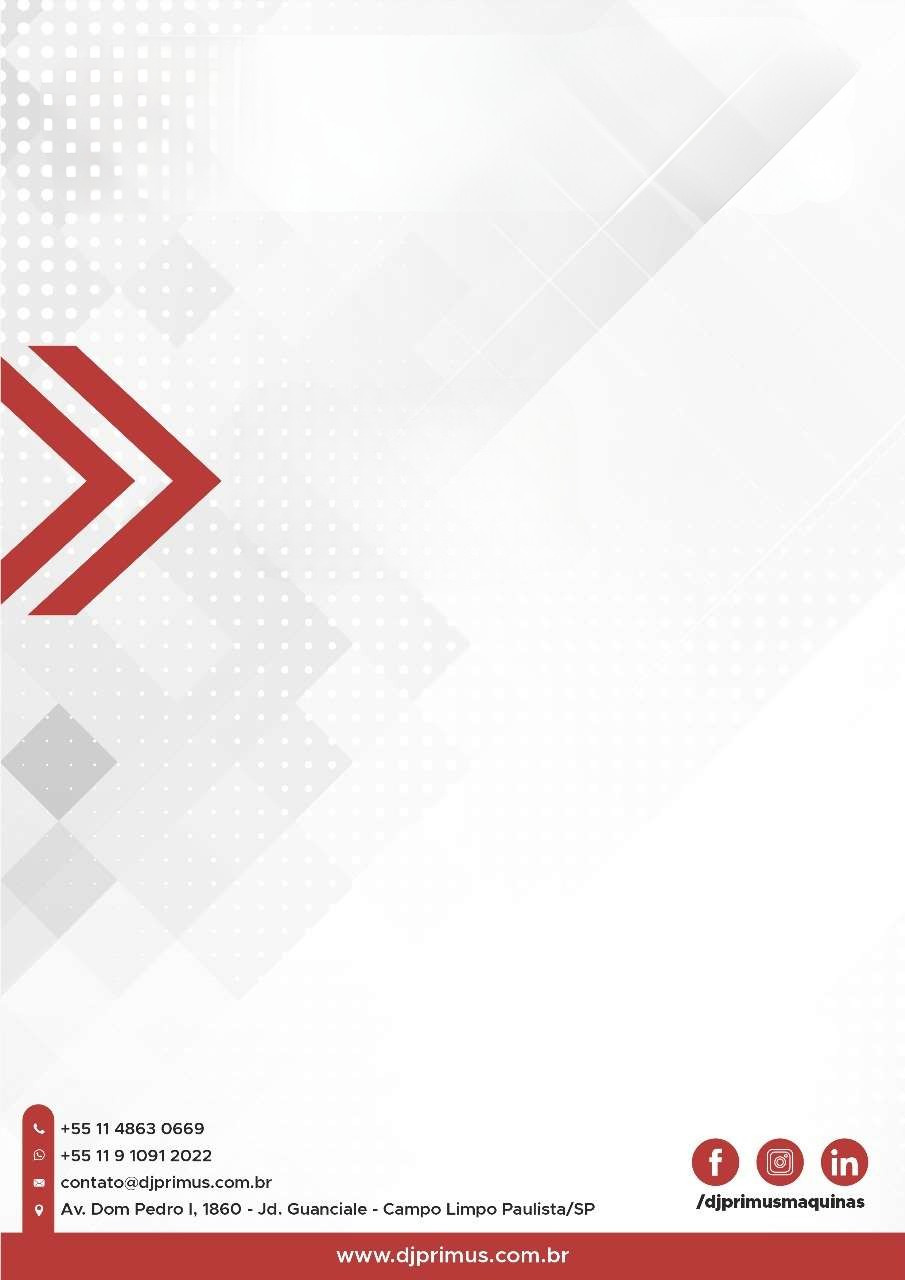 +55 11 4863 0669
+55 11 9 1091 2022
contato@djprimus.com.br
Av. Dom Pedro I, 1860 - Jd. Guanciale - Campo Limpo Paulista/SP
/djprimusmaquinas
www.djprimus.com.br